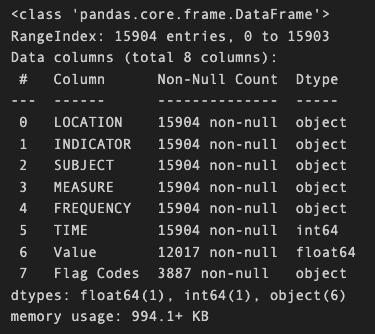 <class 'pandas.core.frame.DataFrame'>
RangeIndex: 15904 entries, 0 to 15903
Data columns (total 8 columns):
 #   Column      Non-Null Count  Dtype
---  ------      --------------  -----
 0   LOCATION    15904 non-null  object
 1   INDICATOR   15904 non-null  object
 2   SUBJECT     15904 non-null  object
 3   MEASURE     15904 non-null  object
 4   FREQUENCY   15904 non-null  object
 5   TIME        15904 non-null  int64
 6   Value       12017 non-null  float64
 7   Flag Codes  3887 non-null   object
dtypes: float64(1), int64(1), object(6)
memory usage: 994.1+ KB